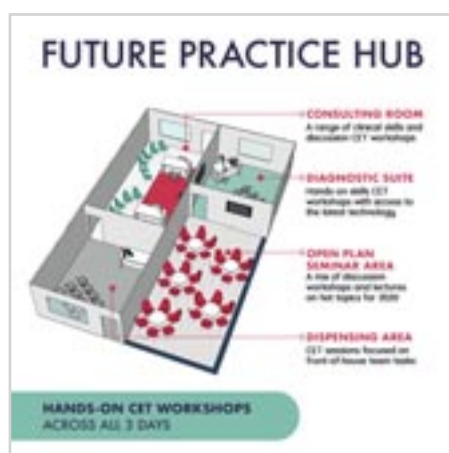 FUTURE PRACTICE HUB
CONSULTING ROOM
A range of clinical skills and
discussion CET workshops
DIAGNOSTIC SUITE
Hands on skills CET
workshops with access to
the latest technology
OPEN PLAN
SEMINAR AREA
A mix of discussion
workshops and lectures
on hot topics for 2020
DISPENSING AREA
CET sessions focused on
front of house team tasks
HANDS-ON CET WORKSHOPS
ACROSS ALL 3 DAYS